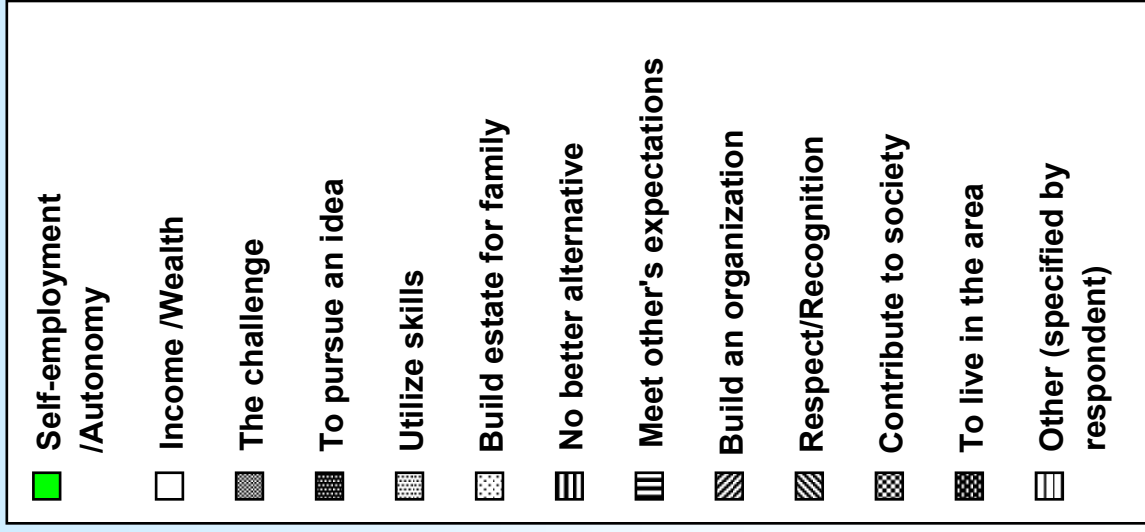 Self-employment
/Autonomy
Income /Wealth
The challenge
To pursue an idea
Utilize skills
Build estate for family
No better alternative
Meet other's expectations
Build an organization
Respect/Recognition
Contribute to society
To live in the area
Other (specified by
respondent)